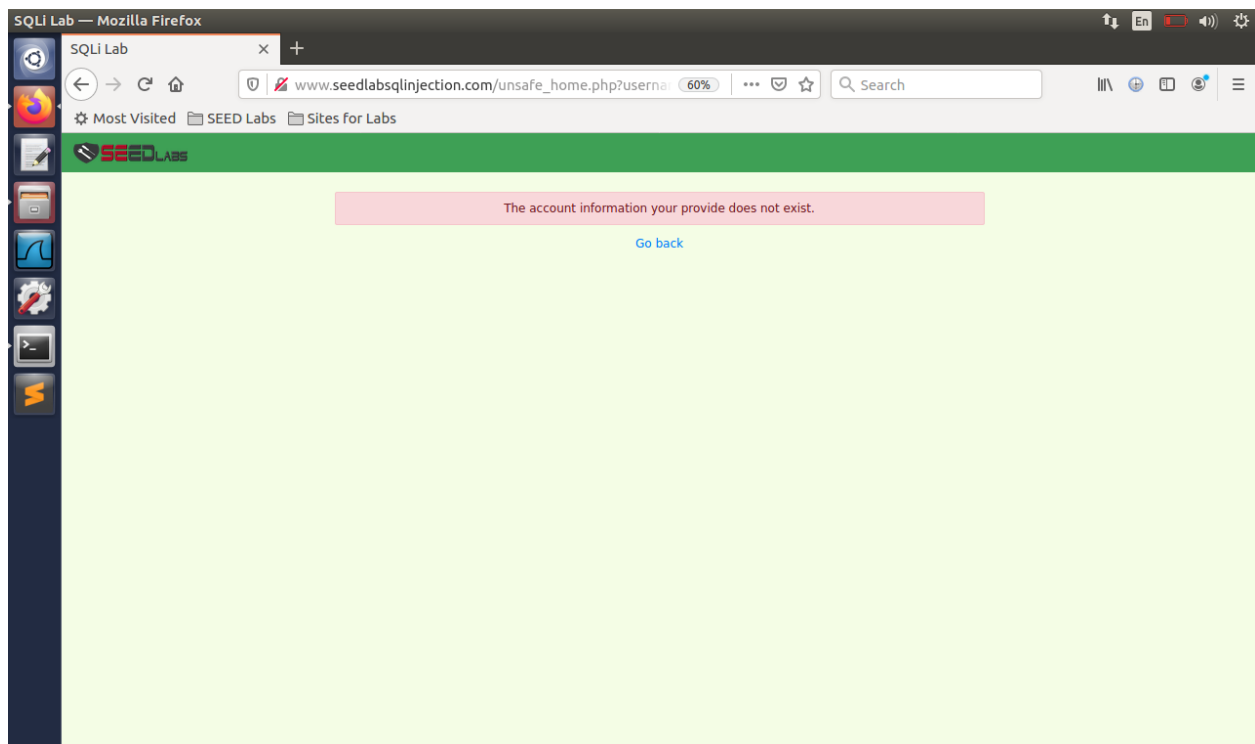 SQLi Lab — Mozilla Firefox
En
SQLi Lab
www.seedlabsqlinjection.com/unsafe_home.php?userna
60%
Search
Most Visited
SEED Labs
Sites for Labs
SEEDLABS
The account information your provide does not exist.
Go back